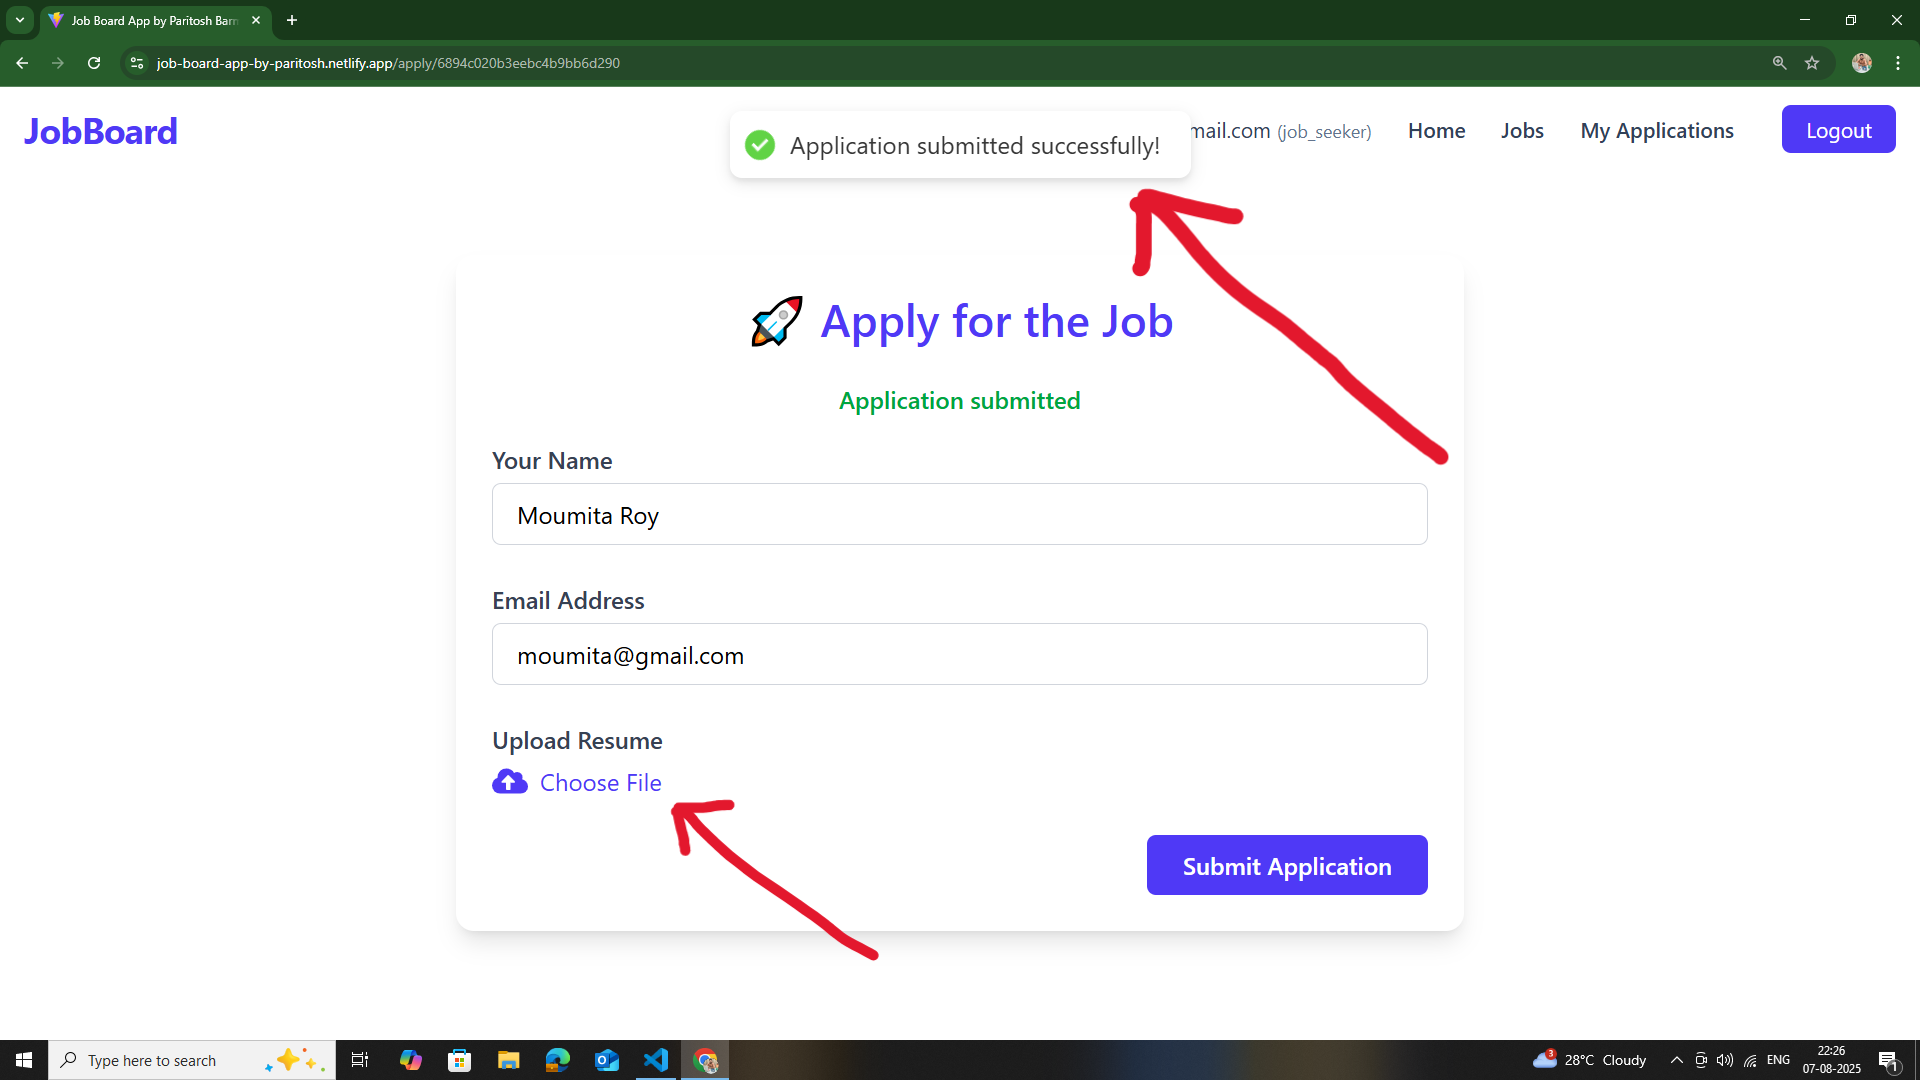 Job Board App by Paritosh Barn
job-board-app-by-paritosh.netlify.app/apply/6894c020b3eebc4b9bb6d290
JobBoard
Application submitted successfully!
mail.com (job_seeker)
Home
Jobs
My Applications
Logout
Apply for the Job
Application submitted
Your Name
Moumita Roy
Email Address
moumita@gmail.com
Upload Resume
Choose File
Submit Application
Type here to search
3
28°C Cloudy
ENG
22:26
07-08-2025
1